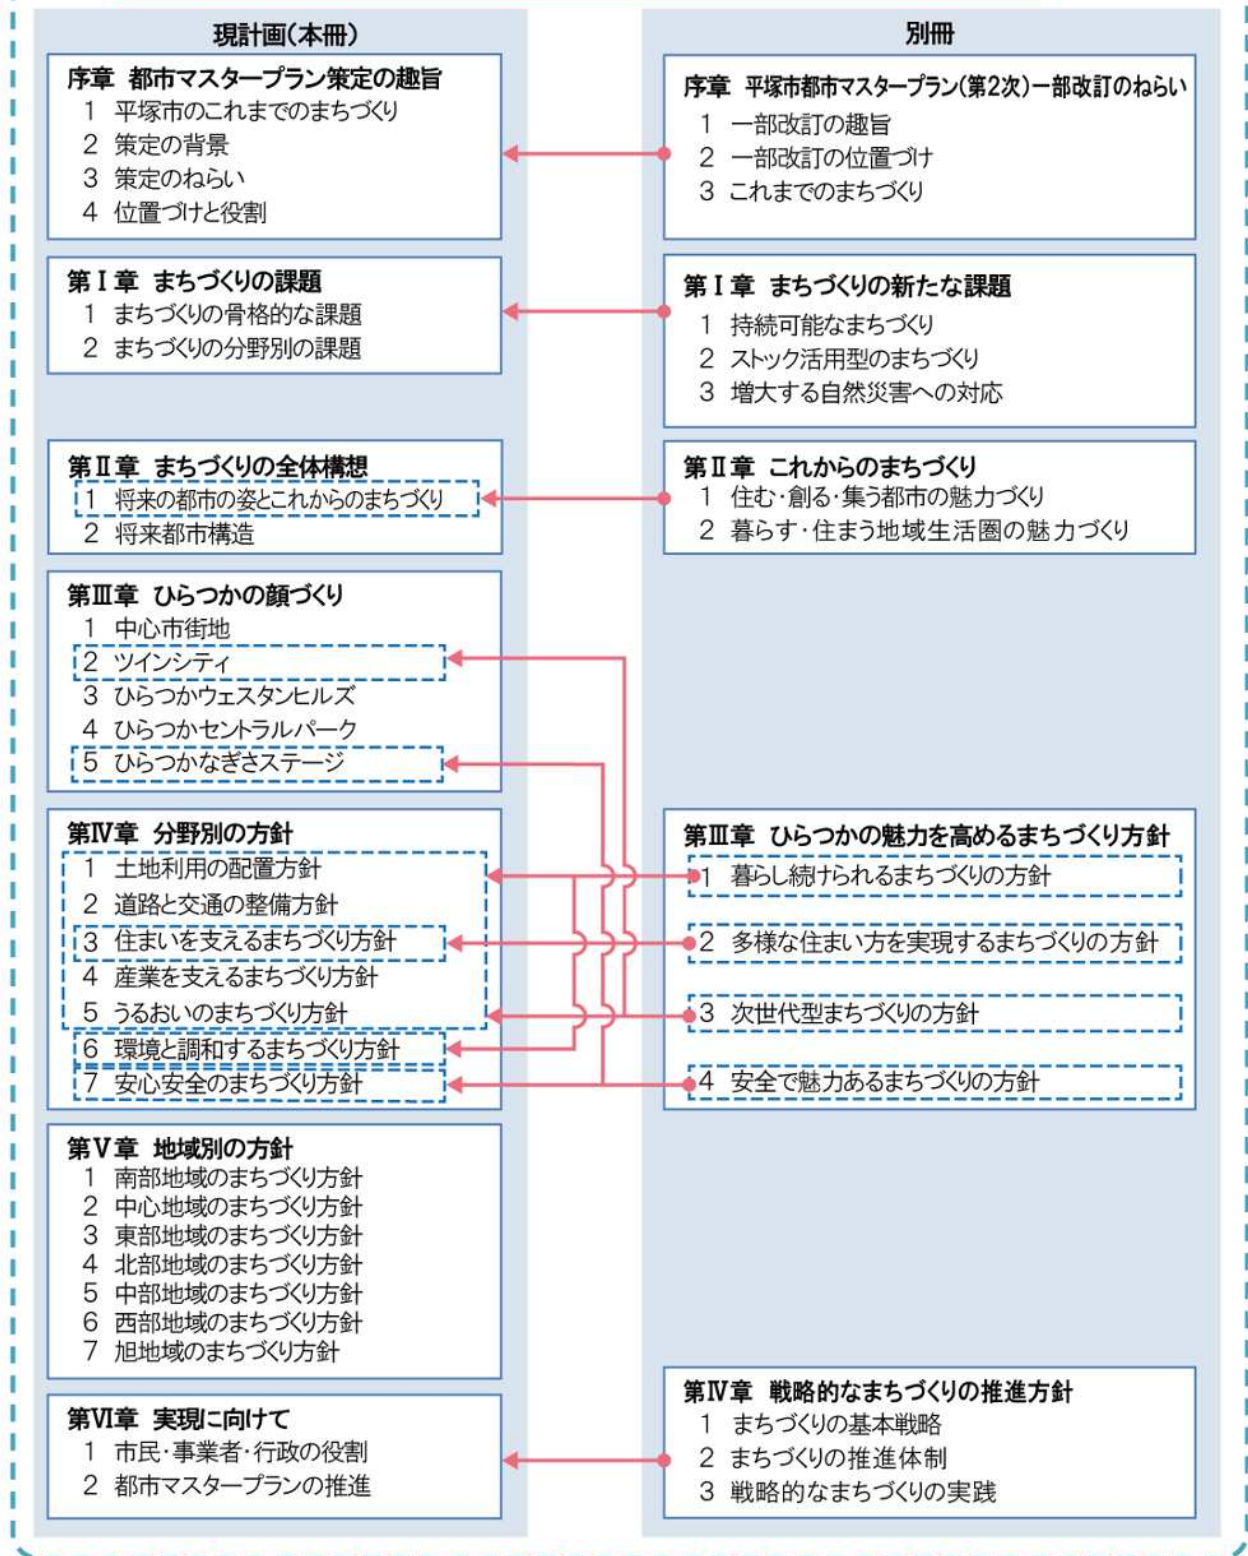 現計画(本冊)
序章 都市マスタープラン策定の趣旨
1 平塚市のこれまでのまちづくり
2 策定の背景
3 策定のねらい
4 位置づけと役割
第Ⅰ章 まちづくりの課題
1 まちづくりの骨格的な課題
2 まちづくりの分野別の課題
第Ⅱ章 まちづくりの全体構想
1 将来の都市の姿とこれからのまちづくり
2 将来都市構造
第Ⅲ章 ひらつかの顔づくり
1 中心市街地
2 ツインシティ
3 ひらつかウェスタンヒルズ
4 ひらつかセントラルパーク
5 ひらつかなぎさステージ
第Ⅳ章 分野別の方針
1 土地利用の配置方針
2 道路と交通の整備方針
3 住まいを支えるまちづくり方針
4 産業を支えるまちづくり方針
5 うるおいのまちづくり方針
6 環境と調和するまちづくり方針
7 安心安全のまちづくり方針
第Ⅴ章 地域別の方針
1 南部地域のまちづくり方針
2 中心地域のまちづくり方針
3 東部地域のまちづくり方針
4 北部地域のまちづくり方針
5 中部地域のまちづくり方針
6 西部地域のまちづくり方針
7 旭地域のまちづくり方針
第Ⅵ章 実現に向けて
1 市民・事業者・行政の役割
2 都市マスタープランの推進
別冊
序章 平塚市都市マスタープラン(第2次)一部改訂のねらい
1 一部改訂の趣旨
2 一部改訂の位置づけ
3 これまでのまちづくり
第Ⅰ章 まちづくりの新たな課題
1 持続可能なまちづくり
2 ストック活用型のまちづくり
3 増大する自然災害への対応
第Ⅱ章 これからのまちづくり
1 住む・創る・集う都市の魅力づくり
2 暮らす・住まう地域生活圏の魅力づくり
第Ⅲ章 ひらつかの魅力を高めるまちづくり方針
1 暮らし続けられるまちづくりの方針
2 多様な住まい方を実現するまちづくりの方針
3 次世代型まちづくりの方針
4 安全で魅力あるまちづくりの方針
第Ⅳ章 戦略的なまちづくりの推進方針
1 まちづくりの基本戦略
2 まちづくりの推進体制
3 戦略的なまちづくりの実践